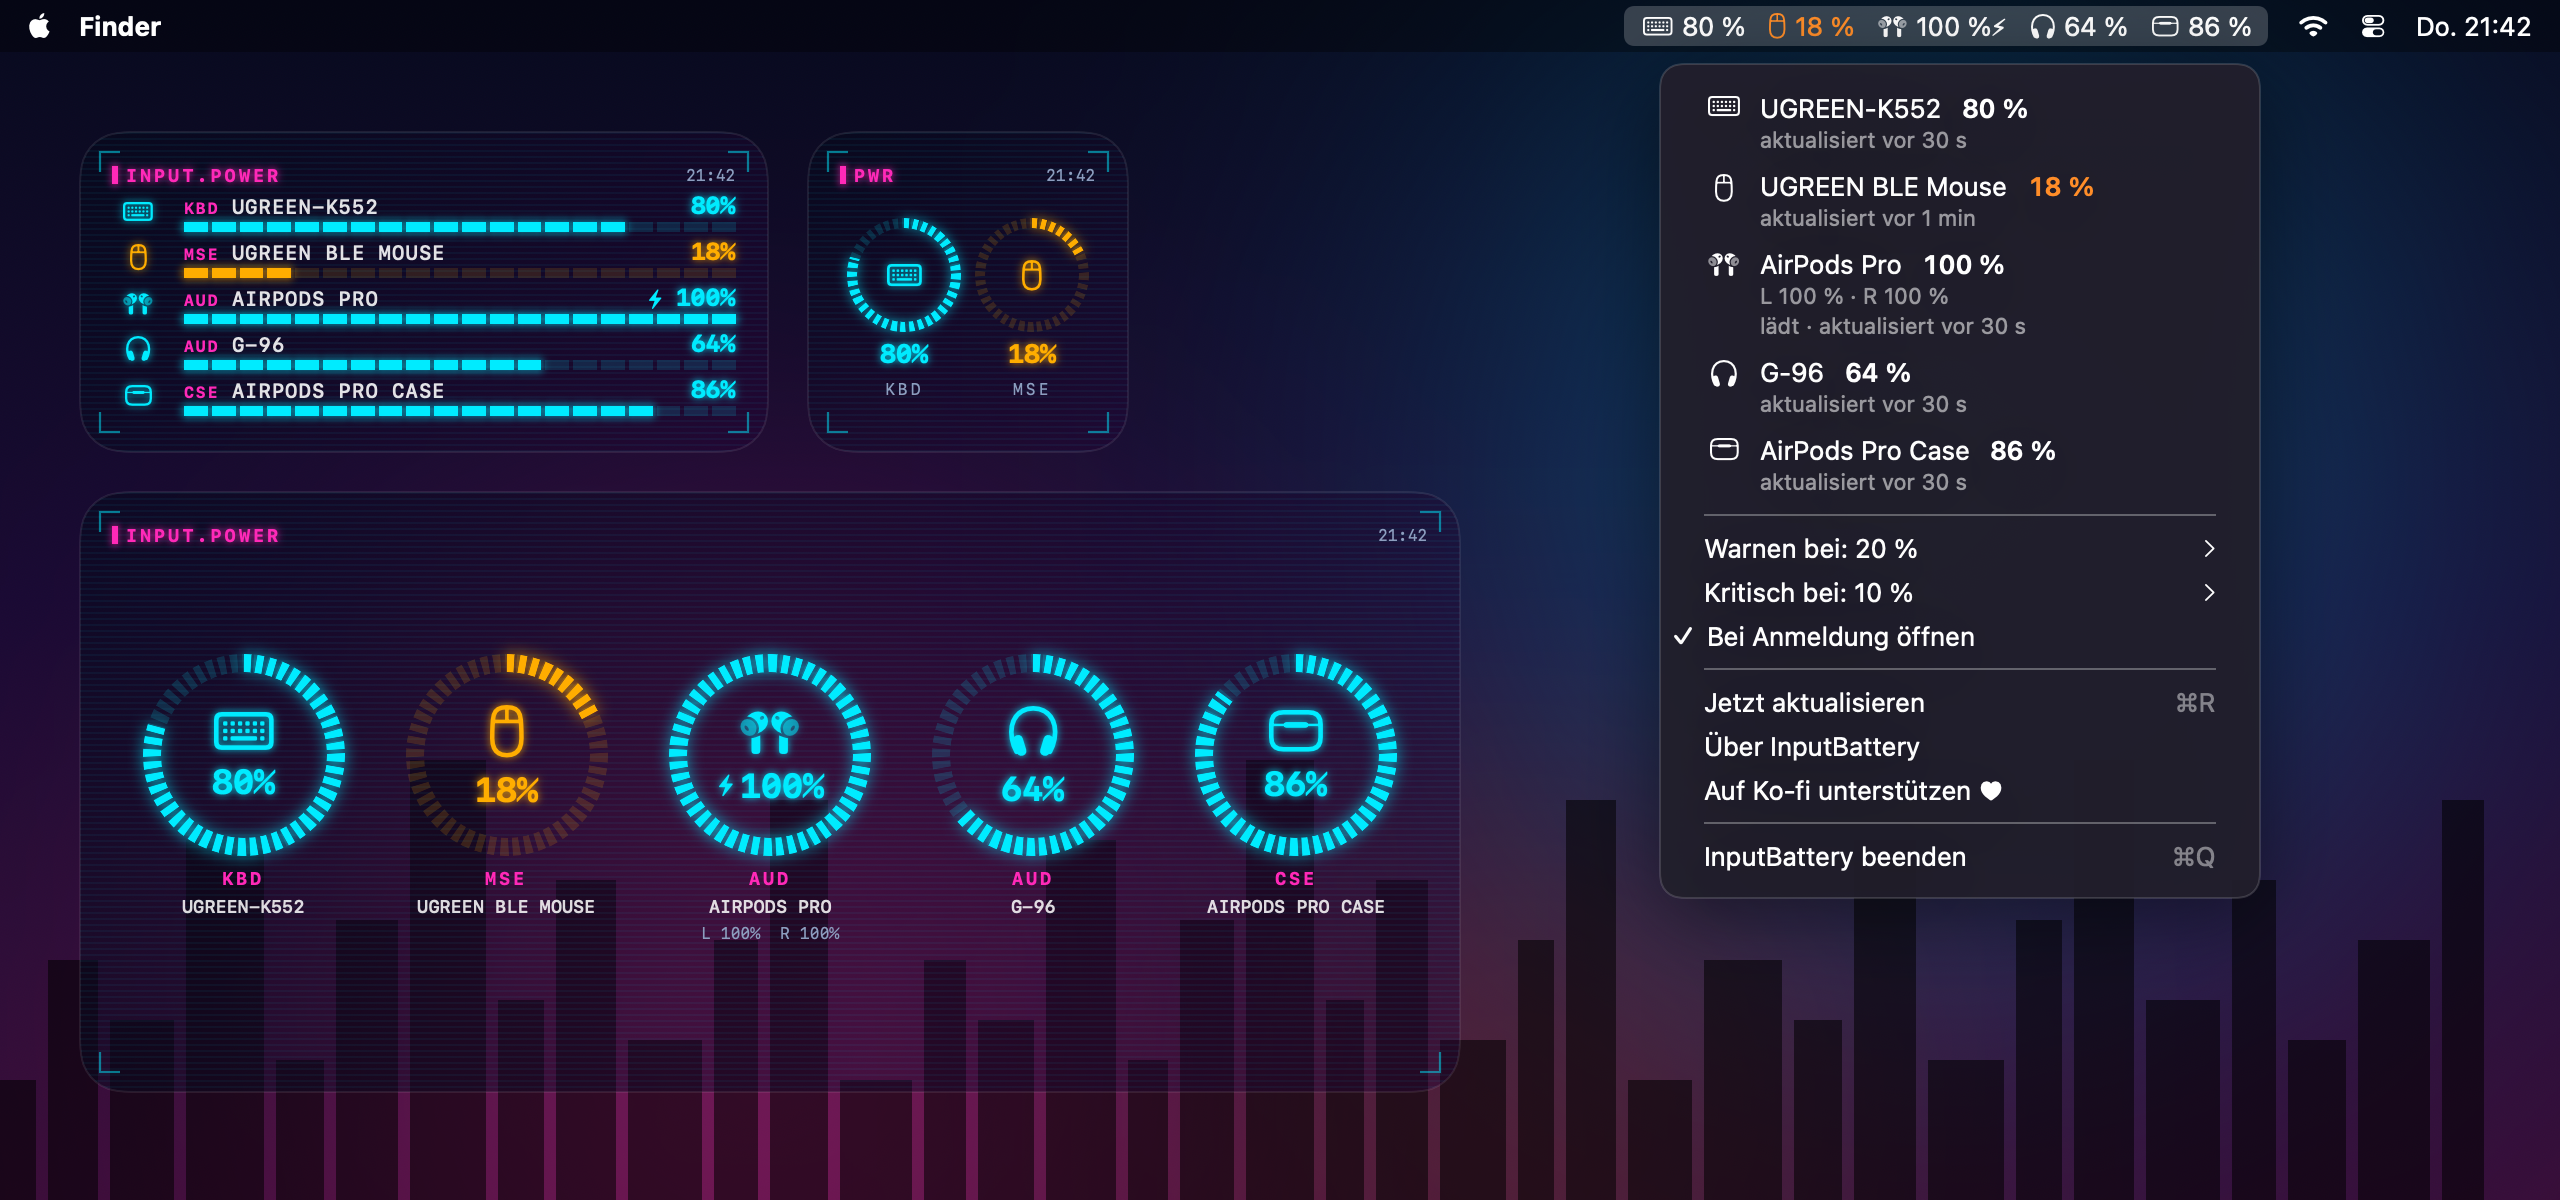 Finder
80 % 18 % 100 % 64 % 86 % Do. 21:42
INPUT.POWER 21:42
KBD UGREEN-K552 80%
MSE UGREEN BLE MOUSE 18%
AUD AIRPODS PRO 100%
AUD G-96 64%
CSE AIRPODS PRO CASE 86%
PWR 21:42
80% 18%
KBD MSE
INPUT.POWER 21:42
80% 18% 100% 64% 86%
KBD MSE AUD AUD CSE
UGREEN-K552 UGREEN BLE MOUSE AIRPODS PRO G-96 AIRPODS PRO CASE
L 100% R 100%
UGREEN-K552 80 %
aktualisiert vor 30 s
UGREEN BLE Mouse 18 %
aktualisiert vor 1 min
AirPods Pro 100 %
L 100 % · R 100 %
lädt · aktualisiert vor 30 s
G-96 64 %
aktualisiert vor 30 s
AirPods Pro Case 86 %
aktualisiert vor 30 s
Warnen bei: 20 %
Kritisch bei: 10 %
Bei Anmeldung öffnen
Jetzt aktualisieren ⌘R
Über InputBattery
Auf Ko-fi unterstützen
InputBattery beenden ⌘Q